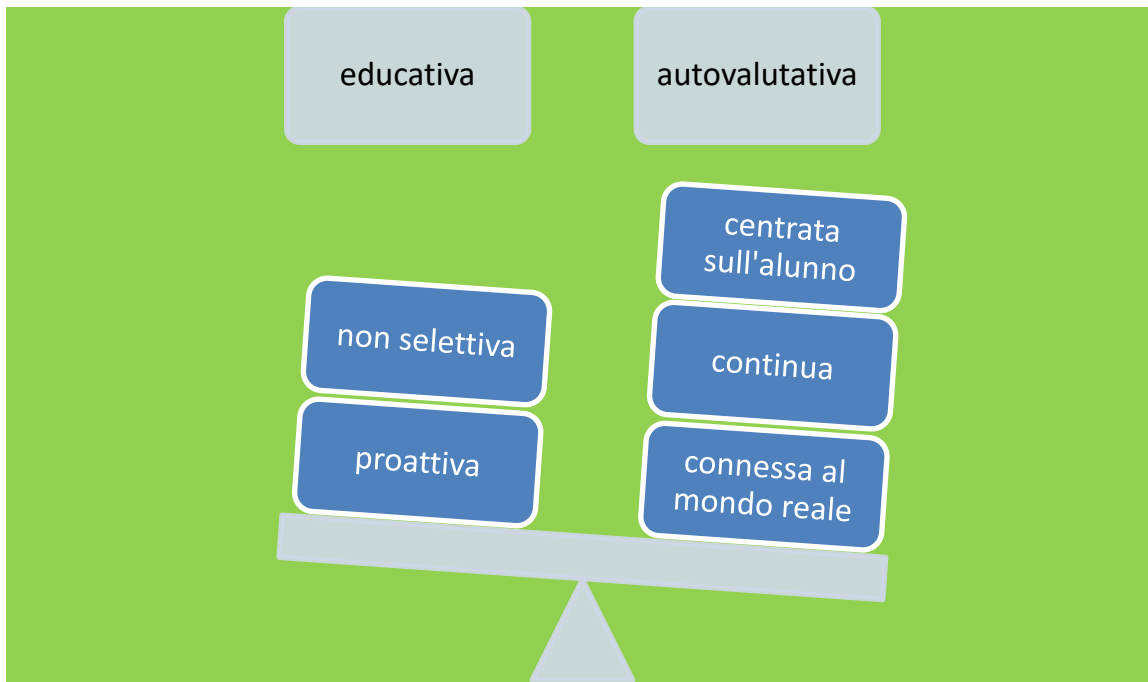 educativa
autovalutativa
centrata
sull'alunno
non selettiva
continua
proattiva
connessa al
mondo reale